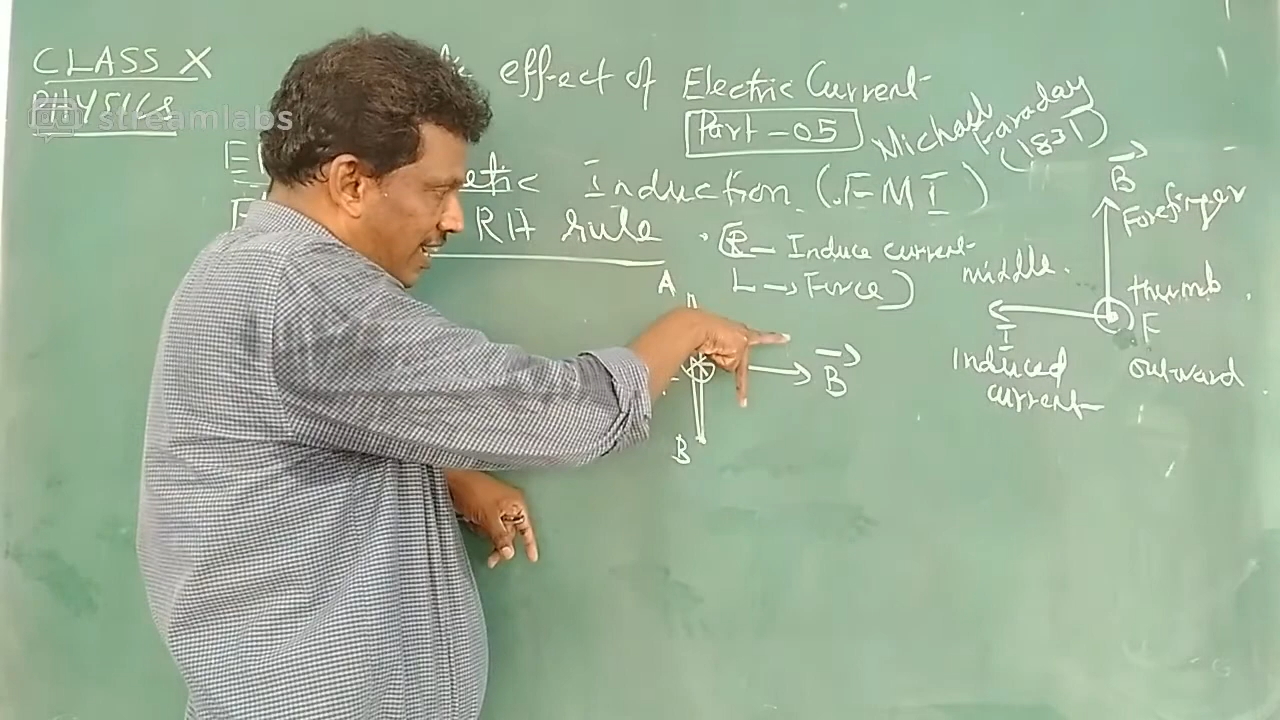 CLASS X
PHYSICS
streamlabs
effect of Electric Current
Part-05
Michael Faraday
(1831)
Induction (EMI)
RH rule
Induce current
L → Force)
A
B
B
B
Forefinger
middle.
thumb
F
outward
I
induced
current